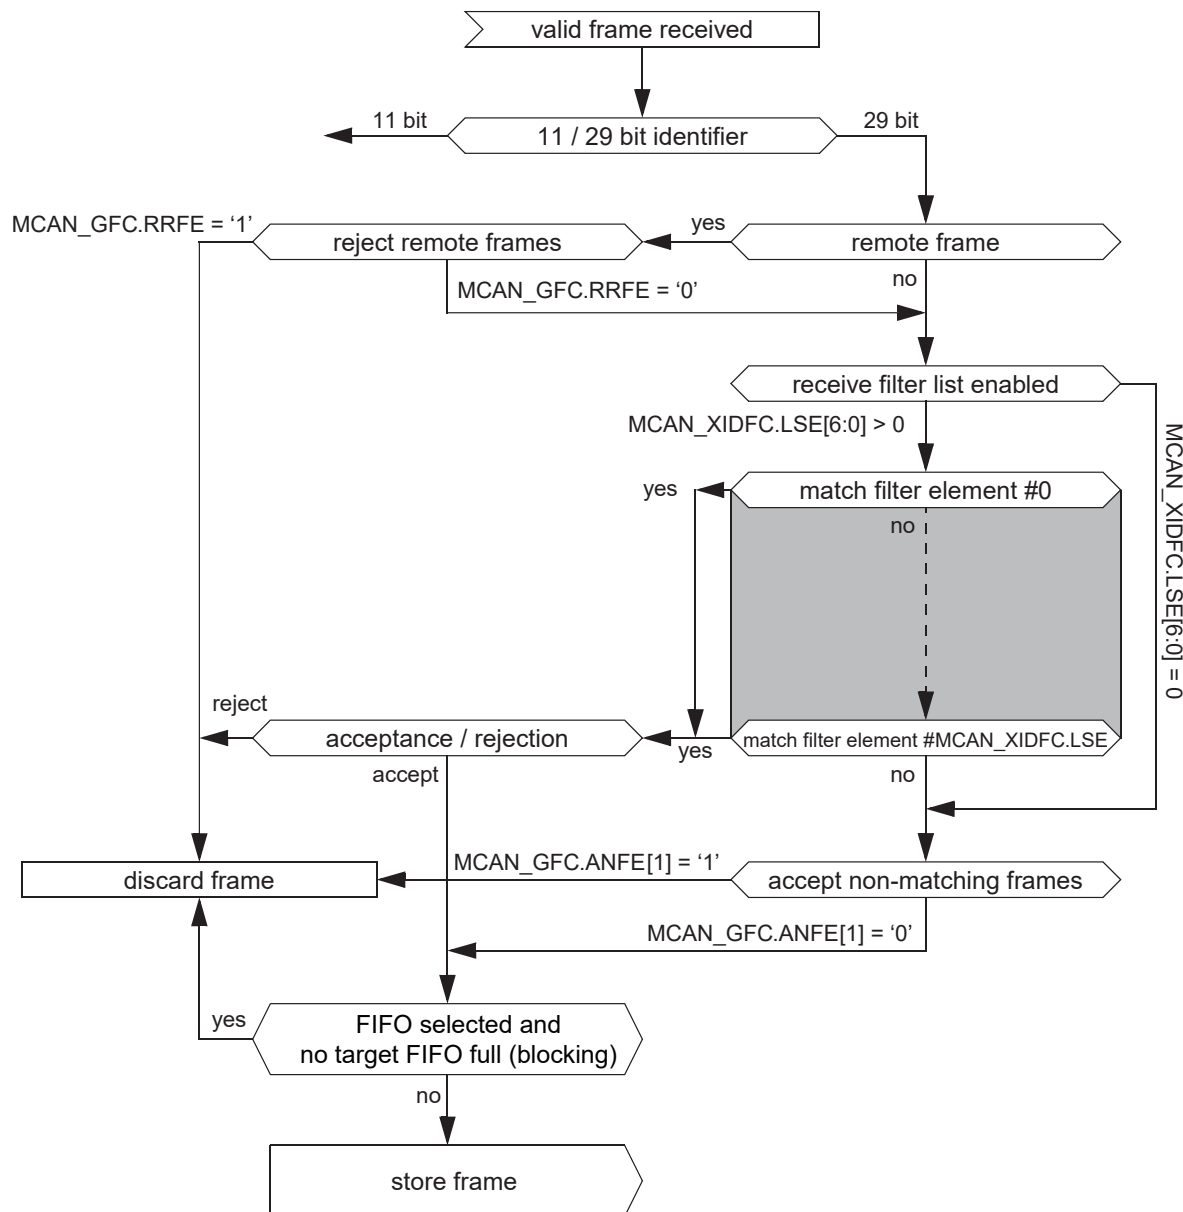 valid frame received
11 bit
11 / 29 bit identifier
29 bit
MCAN_GFC.RRFE = ‘1’
reject remote frames
yes
remote frame
no
MCAN_GFC.RRFE = ‘0’
receive filter list enabled
MCAN_XIDFC.LSE[6:0] > 0
MCAN_XIDFC.LSE[6:0] = 0
yes
match filter element #0
no
reject
acceptance / rejection
yes
match filter element #MCAN_XIDFC.LSE
accept
no
discard frame
MCAN_GFC.ANFE[1] = ‘1’
accept non-matching frames
MCAN_GFC.ANFE[1] = ‘0’
yes
FIFO selected and
no target FIFO full (blocking)
no
store frame